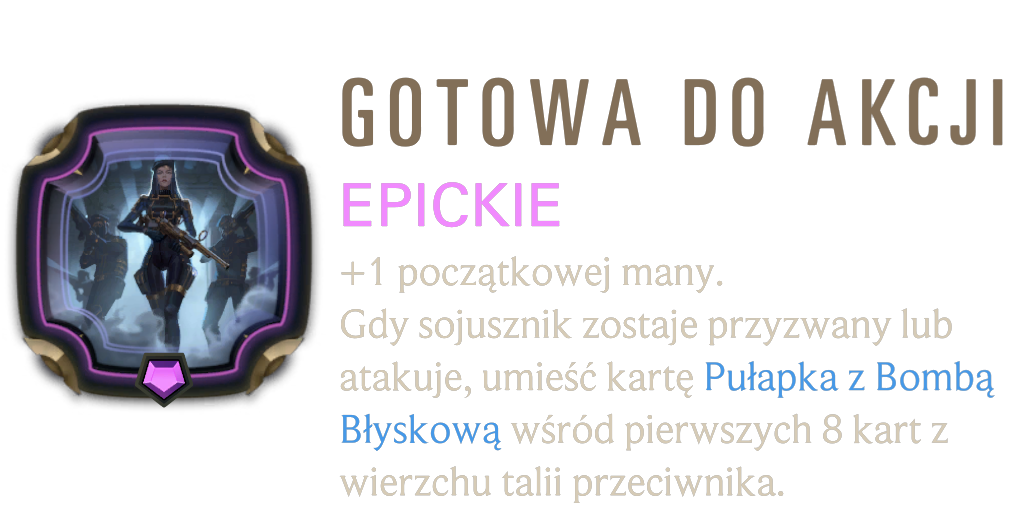 GOTOWA DO AKCJI
EPICKIE
+1 początkowej many.
Gdy sojusznik zostaje przyzwany lub
atakuje, umieść kartę Pułapka z Bombą
Błyskową wśród pierwszych 8 kart z
wierzchu talii przeciwnika.